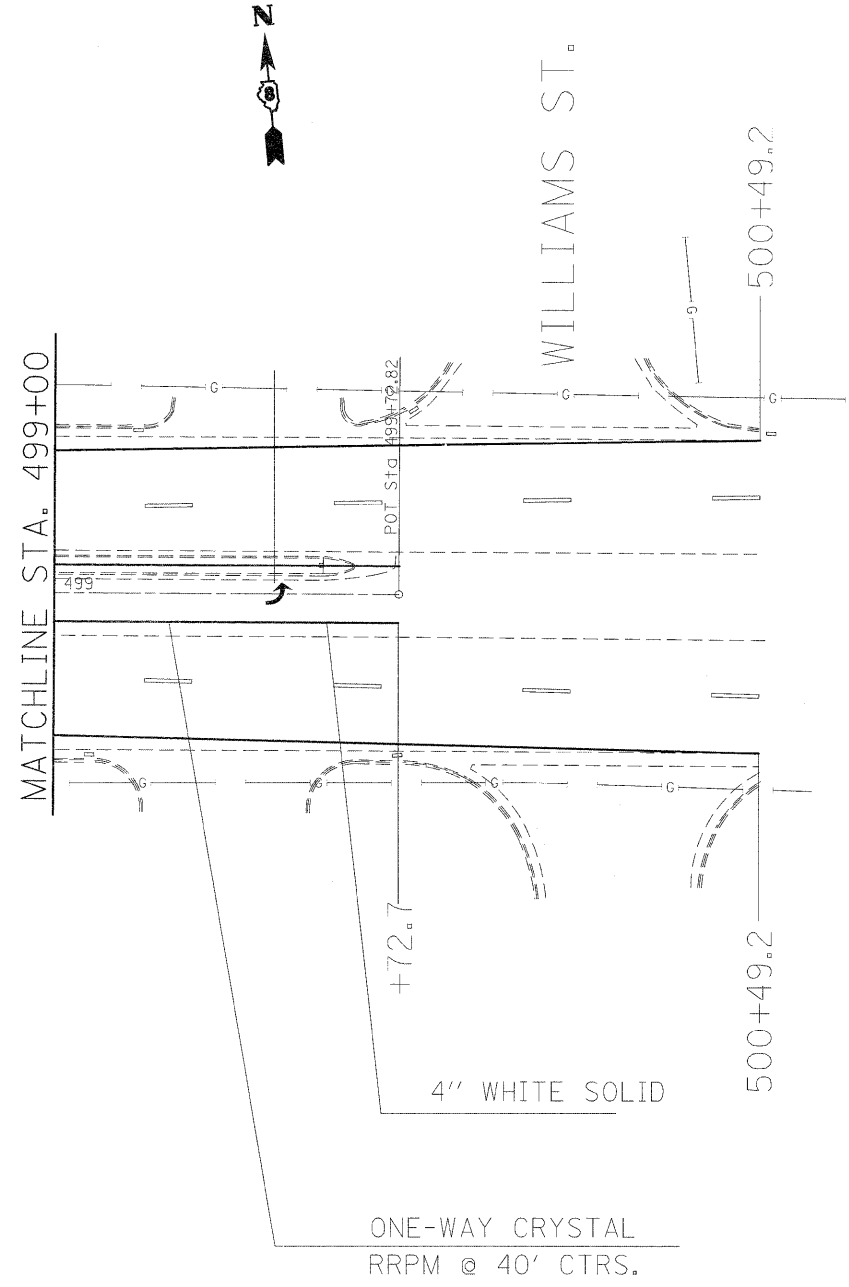 N
8
WILLIAMS ST.
500+49.2
MATCHLINE STA. 499+00
G
G
G
G
G
POT Sta 499+72.82
499
G
G
G
G
+72.7
500+49.2
4'' WHITE SOLID
ONE-WAY CRYSTAL
RRPM @ 40' CTRS.